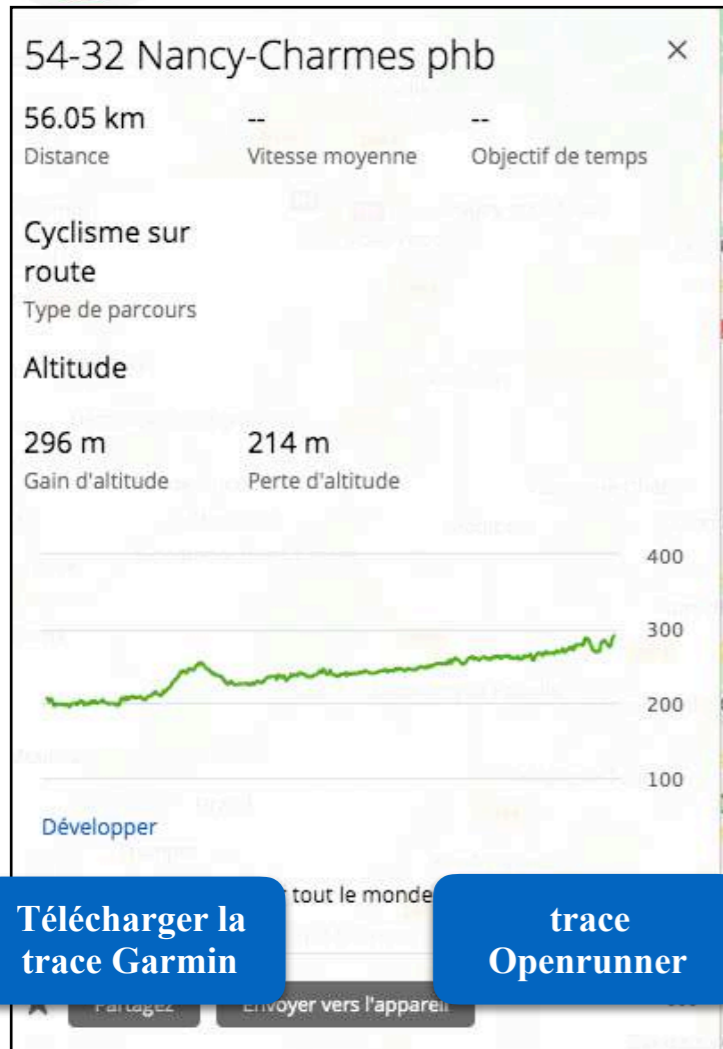 54-32 Nancy-Charmes phb ×
56.05 km -- --
Distance Vitesse moyenne Objectif de temps
Cyclisme sur
route
Type de parcours
Altitude
296 m 214 m
Gain d'altitude Perte d'altitude
400
300
200
100
Développer
tout le monde
Télécharger la
trace Garmin
trace
Openrunner
Partagez Envoyer vers l'appareil